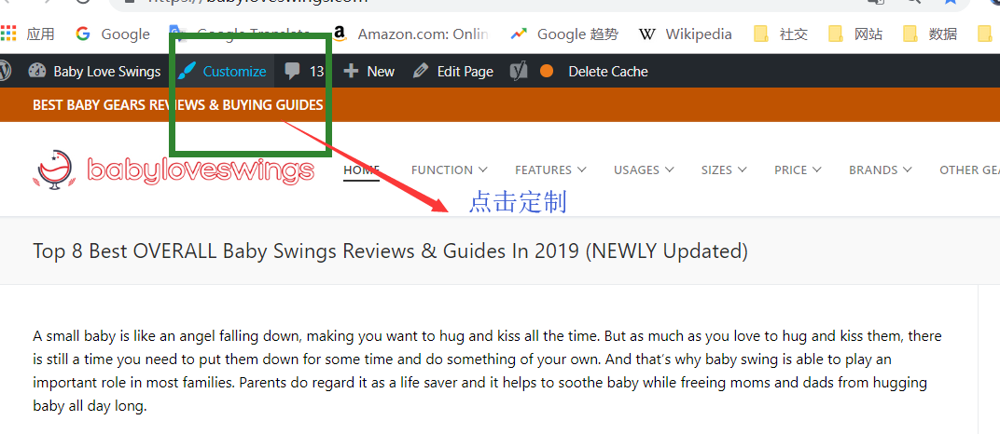 https://babyloveswings.com
应用 Google Google Translate Amazon.com: Onlin Google 趋势 Wikipedia 社交 网站 数据
Baby Love Swings Customize 13 New Edit Page Delete Cache
BEST BABY GEARS REVIEWS & BUYING GUIDES
babyloveswings HOME FUNCTION FEATURES USAGES SIZES PRICE BRANDS OTHER GEA
点击定制
Top 8 Best OVERALL Baby Swings Reviews & Guides In 2019 (NEWLY Updated)
A small baby is like an angel falling down, making you want to hug and kiss all the time. But as much as you love to hug and kiss them, there
is still a time you need to put them down for some time and do something of your own. And that's why baby swing is able to play an
important role in most families. Parents do regard it as a life saver and it helps to soothe baby while freeing moms and dads from hugging
baby all day long.